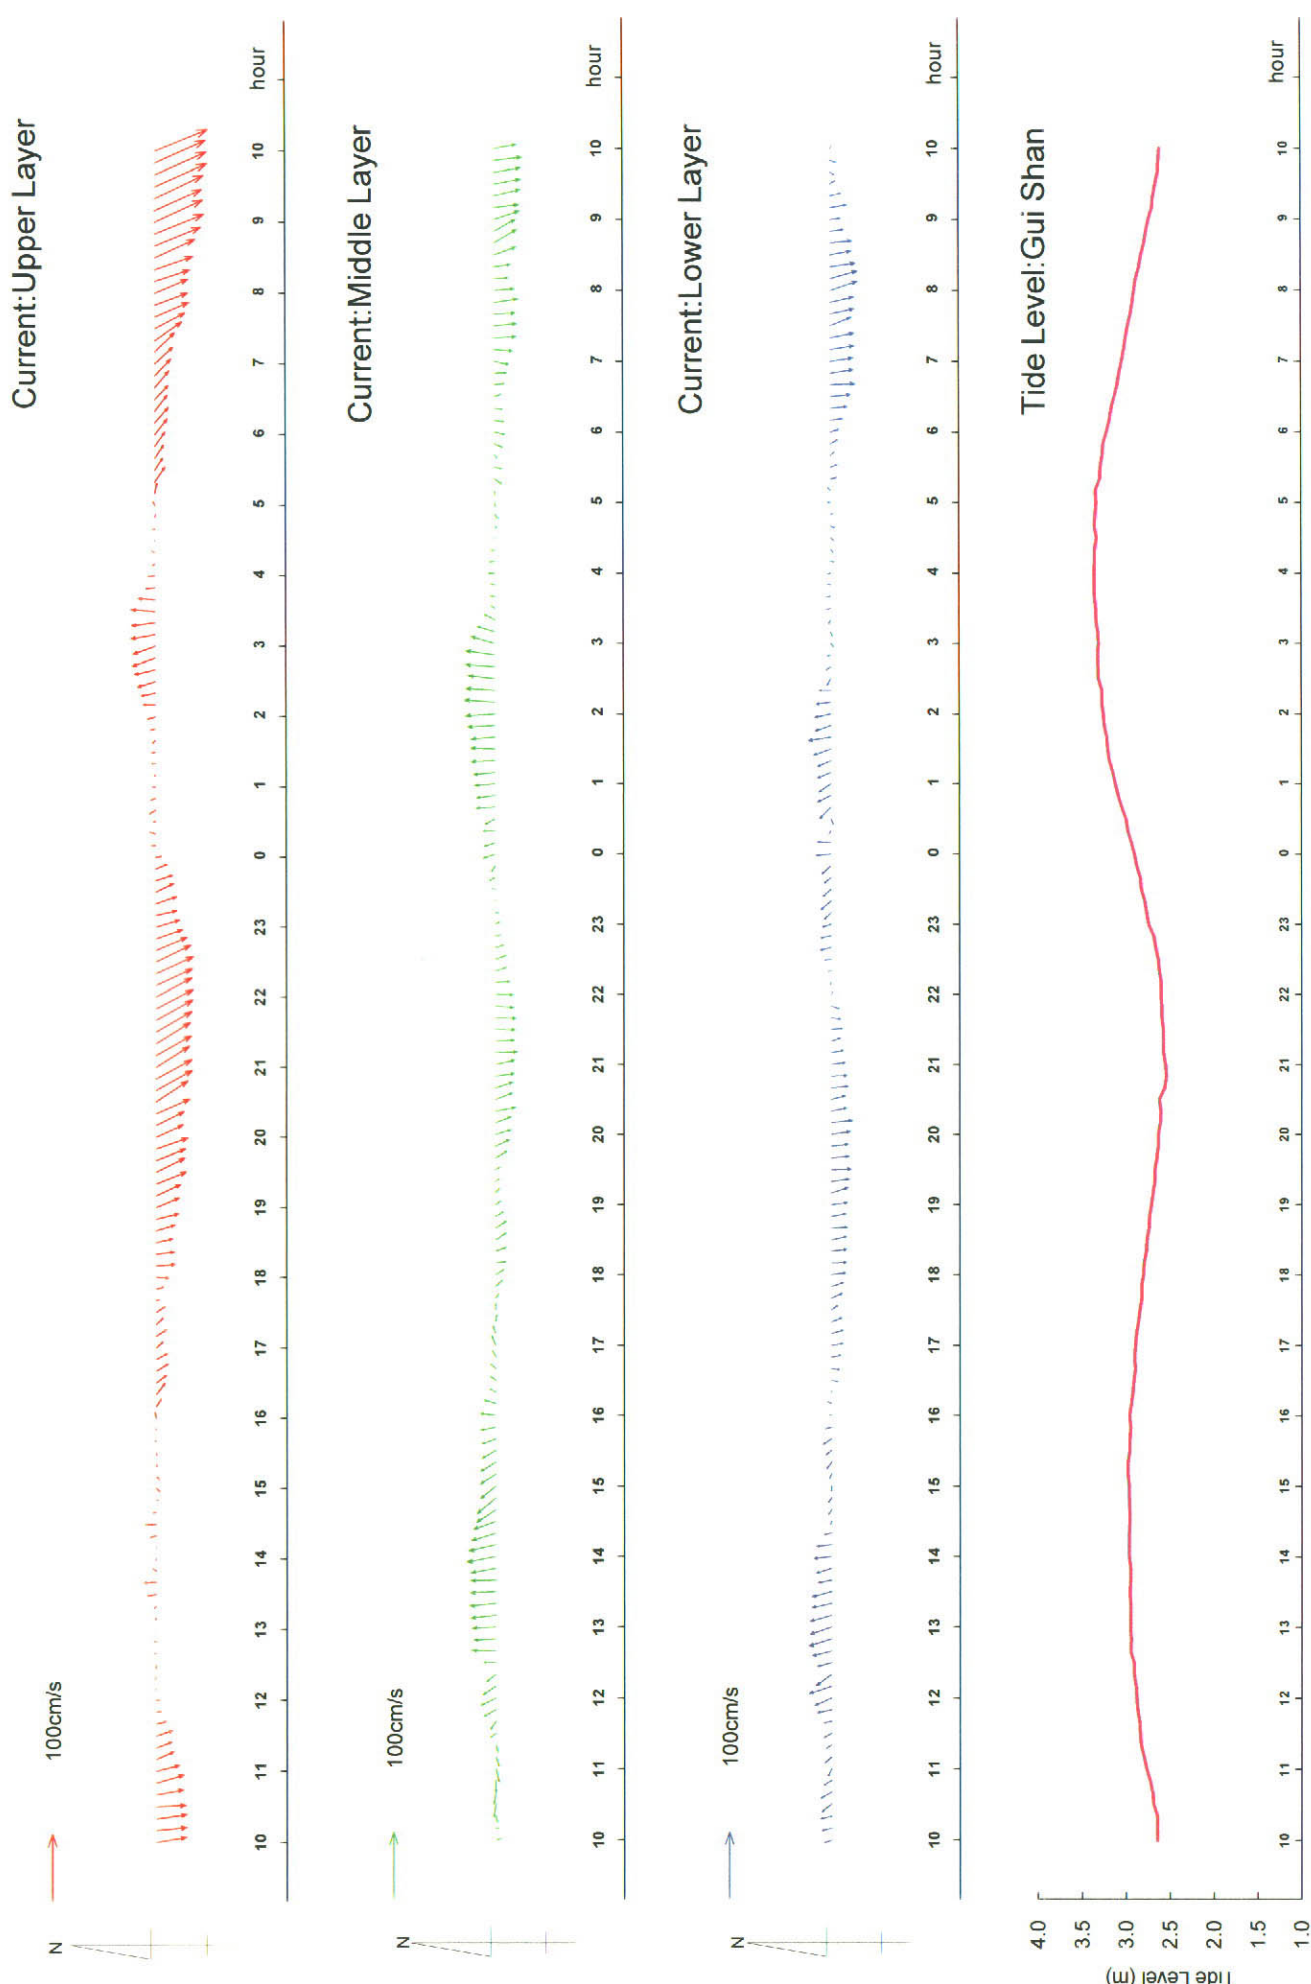 Current:Upper Layer
100cm/s
N
10 11 12 13 14 15 16 17 18 19 20 21 22 23 0 1 2 3 4 5 6 7 8 9 10 hour
Current:Middle Layer
100cm/s
N
10 11 12 13 14 15 16 17 18 19 20 21 22 23 0 1 2 3 4 5 6 7 8 9 10 hour
Current:Lower Layer
100cm/s
N
10 11 12 13 14 15 16 17 18 19 20 21 22 23 0 1 2 3 4 5 6 7 8 9 10 hour
Tide Level:Gui Shan
Tide Level (m)
4.0
3.5
3.0
2.5
2.0
1.5
1.0
10 11 12 13 14 15 16 17 18 19 20 21 22 23 0 1 2 3 4 5 6 7 8 9 10 hour